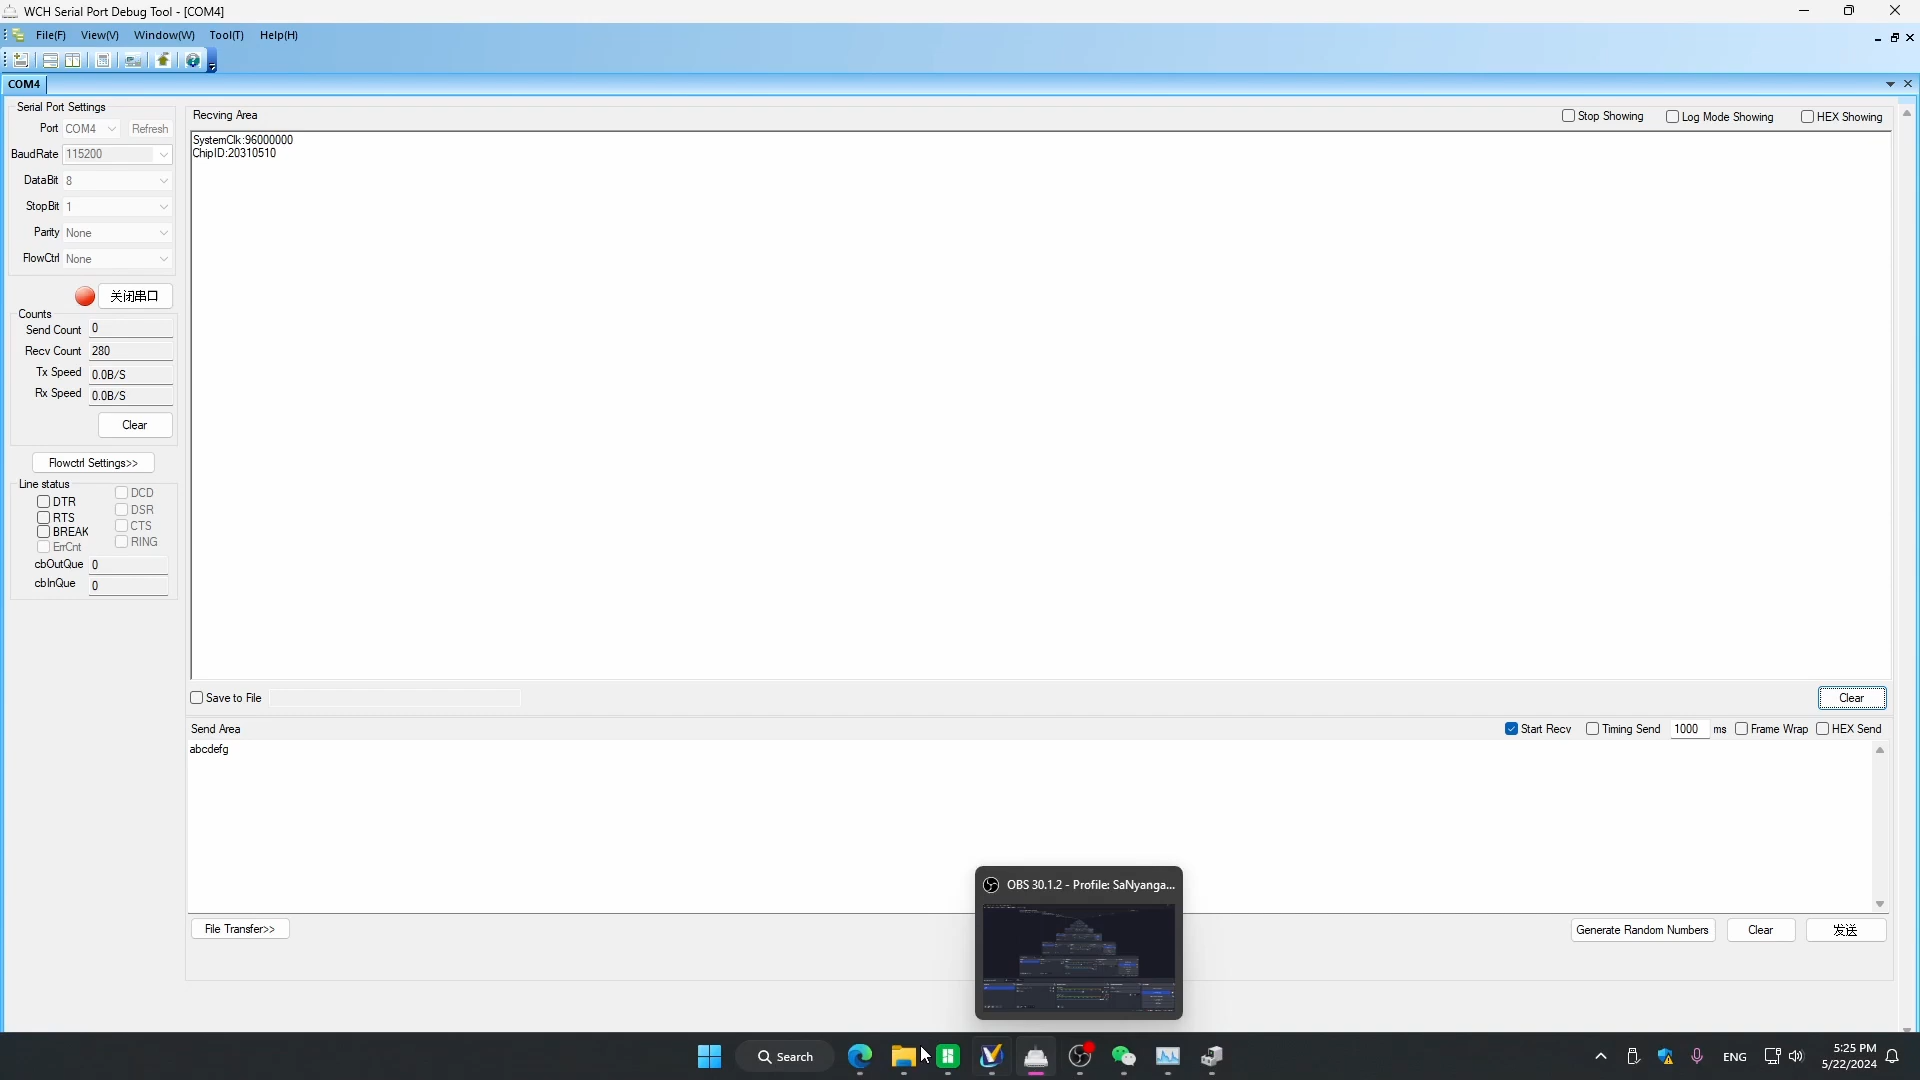 WCH Serial Port Debug Tool - [COM4]
File(F) View(V) Window(W) Tool(T) Help(H)
COM4
Serial Port Settings
Port COM4 Refresh
BaudRate 115200
DataBit 8
StopBit 1
Parity None
FlowCtrl None
关闭串口
Counts
Send Count 0
Recv Count 280
Tx Speed 0.0B/S
Rx Speed 0.0B/S
Clear
Flowctrl Settings>>
Line status
DTR DCD
RTS DSR
BREAK CTS
ErrCnt RING
cbOutQue 0
cbInQue 0
Recving Area Stop Showing Log Mode Showing HEX Showing
SystemClk:96000000
ChipID:20310510
Save to File Clear
Send Area Start Recv Timing Send 1000 ms Frame Wrap HEX Send
abcdefg
File Transfer>> Generate Random Numbers Clear 发送
OBS 30.1.2 - Profile: SaNyanga...
Search
ENG
5:25 PM
5/22/2024